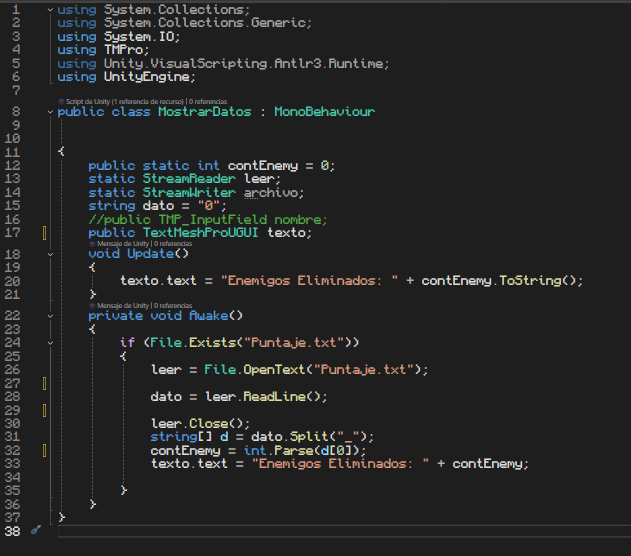 1 using System.Collections;
2 using System.Collections.Generic;
3 using System.IO;
4 using TMPro;
5 using Unity.VisualScripting.Antlr3.Runtime;
6 using UnityEngine;
7
Script de Unity (1 referencia de recurso) | 0 referencias
8 public class MostrarDatos : MonoBehaviour
9
10
11 {
12 public static int contEnemy = 0;
13 static StreamReader leer;
14 static StreamWriter archivo;
15 string dato = "0";
16 //public TMP_InputField nombre;
17 public TextMeshProUGUI texto;
Mensaje de Unity | 0 referencias
18 void Update()
19 {
20 texto.text = "Enemigos Eliminados: " + contEnemy.ToString();
21 }
Mensaje de Unity | 0 referencias
22 private void Awake()
23 {
24 if (File.Exists("Puntaje.txt"))
25 {
26 leer = File.OpenText("Puntaje.txt");
27
28 dato = leer.ReadLine();
29
30 leer.Close();
31 string[] d = dato.Split("_");
32 contEnemy = int.Parse(d[0]);
33 texto.text = "Enemigos Eliminados: " + contEnemy;
34
35 }
36 }
37 }
38